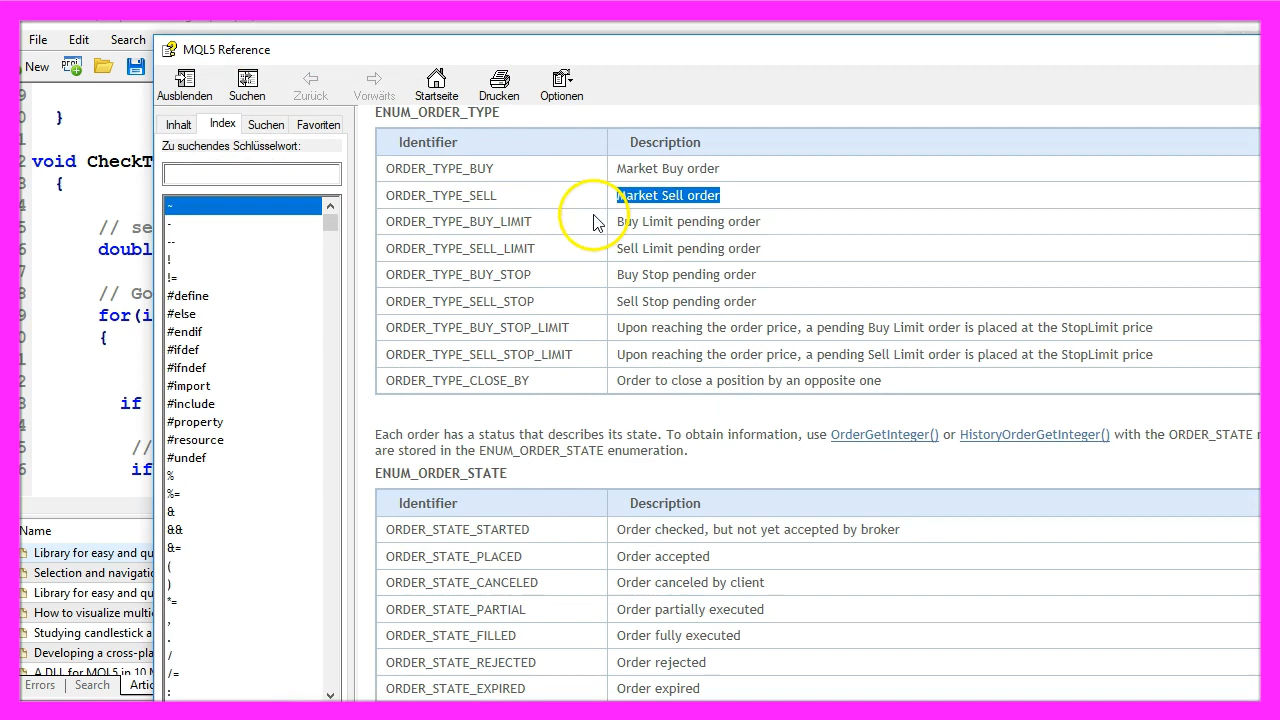 File Edit Search
MQL5 Reference
New
Ausblenden Suchen Zurück Vorwärts Startseite Drucken Optionen
Inhalt Index Suchen Favoriten
Zu suchendes Schlüsselwort:
~
-
--
!
!=
#define
#else
#endif
#ifdef
#ifndef
#import
#include
#property
#resource
#undef
%
%=
&
&&
&=
(
)
*=
,
.
/
/=
:
}
void CheckT
{
// se
doubl
// Go
for(i
{
if
//
if
Name
Library for easy and qu
Selection and navigatio
Library for easy and qu
How to visualize multic
Studying candlestick a
Developing a cross-pla
A DLL for MQL5 in 10 M
Errors Search Artic
ENUM_ORDER_TYPE
Identifier Description
ORDER_TYPE_BUY Market Buy order
ORDER_TYPE_SELL Market Sell order
ORDER_TYPE_BUY_LIMIT Buy Limit pending order
ORDER_TYPE_SELL_LIMIT Sell Limit pending order
ORDER_TYPE_BUY_STOP Buy Stop pending order
ORDER_TYPE_SELL_STOP Sell Stop pending order
ORDER_TYPE_BUY_STOP_LIMIT Upon reaching the order price, a pending Buy Limit order is placed at the StopLimit price
ORDER_TYPE_SELL_STOP_LIMIT Upon reaching the order price, a pending Sell Limit order is placed at the StopLimit price
ORDER_TYPE_CLOSE_BY Order to close a position by an opposite one
Each order has a status that describes its state. To obtain information, use OrderGetInteger() or HistoryOrderGetInteger() with the ORDER_STATE
are stored in the ENUM_ORDER_STATE enumeration.
ENUM_ORDER_STATE
Identifier Description
ORDER_STATE_STARTED Order checked, but not yet accepted by broker
ORDER_STATE_PLACED Order accepted
ORDER_STATE_CANCELED Order canceled by client
ORDER_STATE_PARTIAL Order partially executed
ORDER_STATE_FILLED Order fully executed
ORDER_STATE_REJECTED Order rejected
ORDER_STATE_EXPIRED Order expired